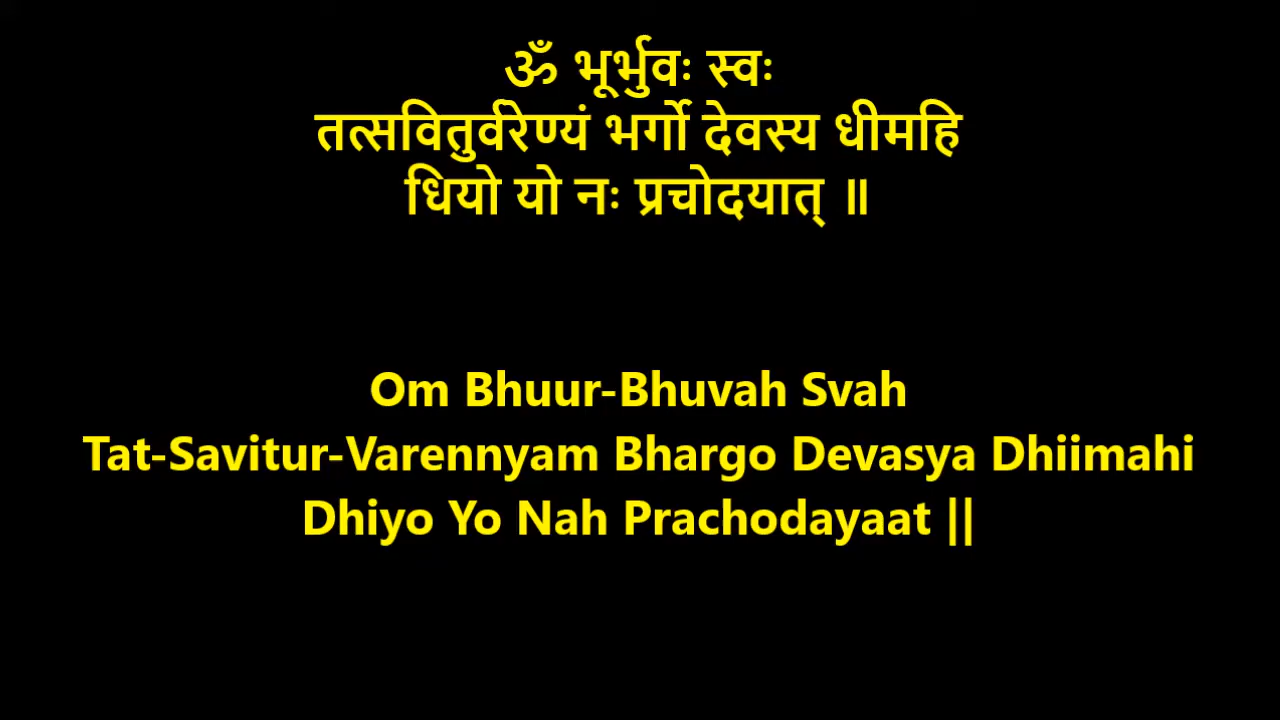 ॐ भूर्भुवः स्वः
तत्सवितुर्वरेण्यं भर्गो देवस्य धीमहि
धियो यो नः प्रचोदयात् ॥
Om Bhuur-Bhuvah Svah
Tat-Savitur-Varennyam Bhargo Devasya Dhiimahi
Dhiyo Yo Nah Prachodayaat ||